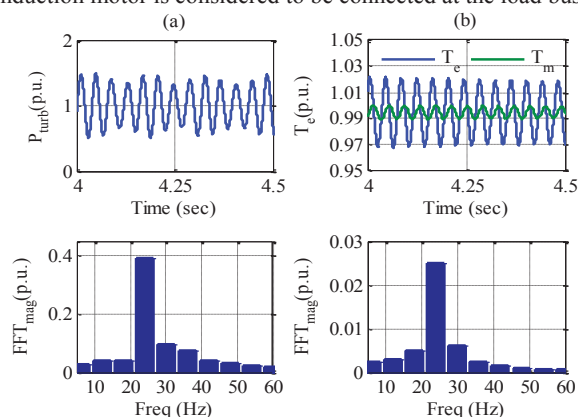 nduction motor is considered to be connected at the load bus
(a)
(b)
P_turb(p.u.)
2
1
0
4
4.25
4.5
Time (sec)
T_e(p.u.)
1.05
1.03
1.01
0.99
0.97
0.95
T_e
T_m
4
4.25
4.5
Time (sec)
FFT_mag(p.u.)
0.4
0.2
0
10 20 30 40 50 60
Freq (Hz)
FFT_mag(p.u.)
0.03
0.02
0.01
0
10 20 30 40 50 60
Freq (Hz)